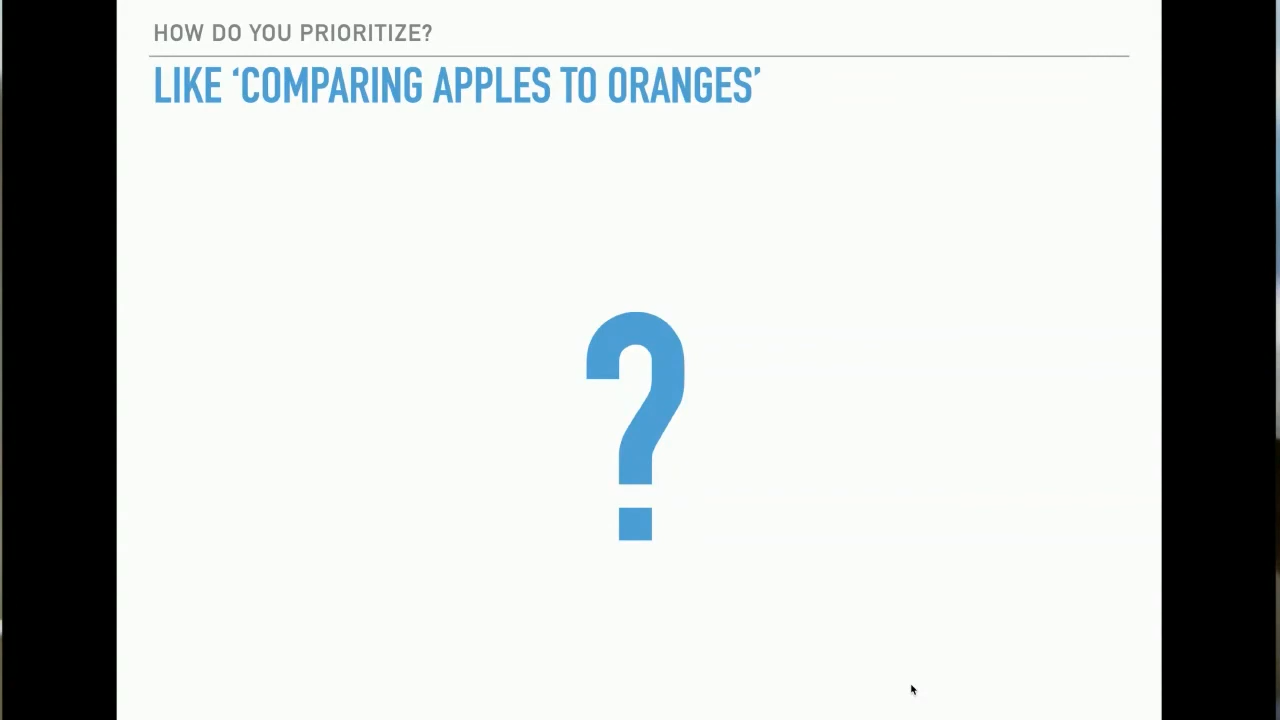 HOW DO YOU PRIORITIZE?
LIKE ‘COMPARING APPLES TO ORANGES’
?